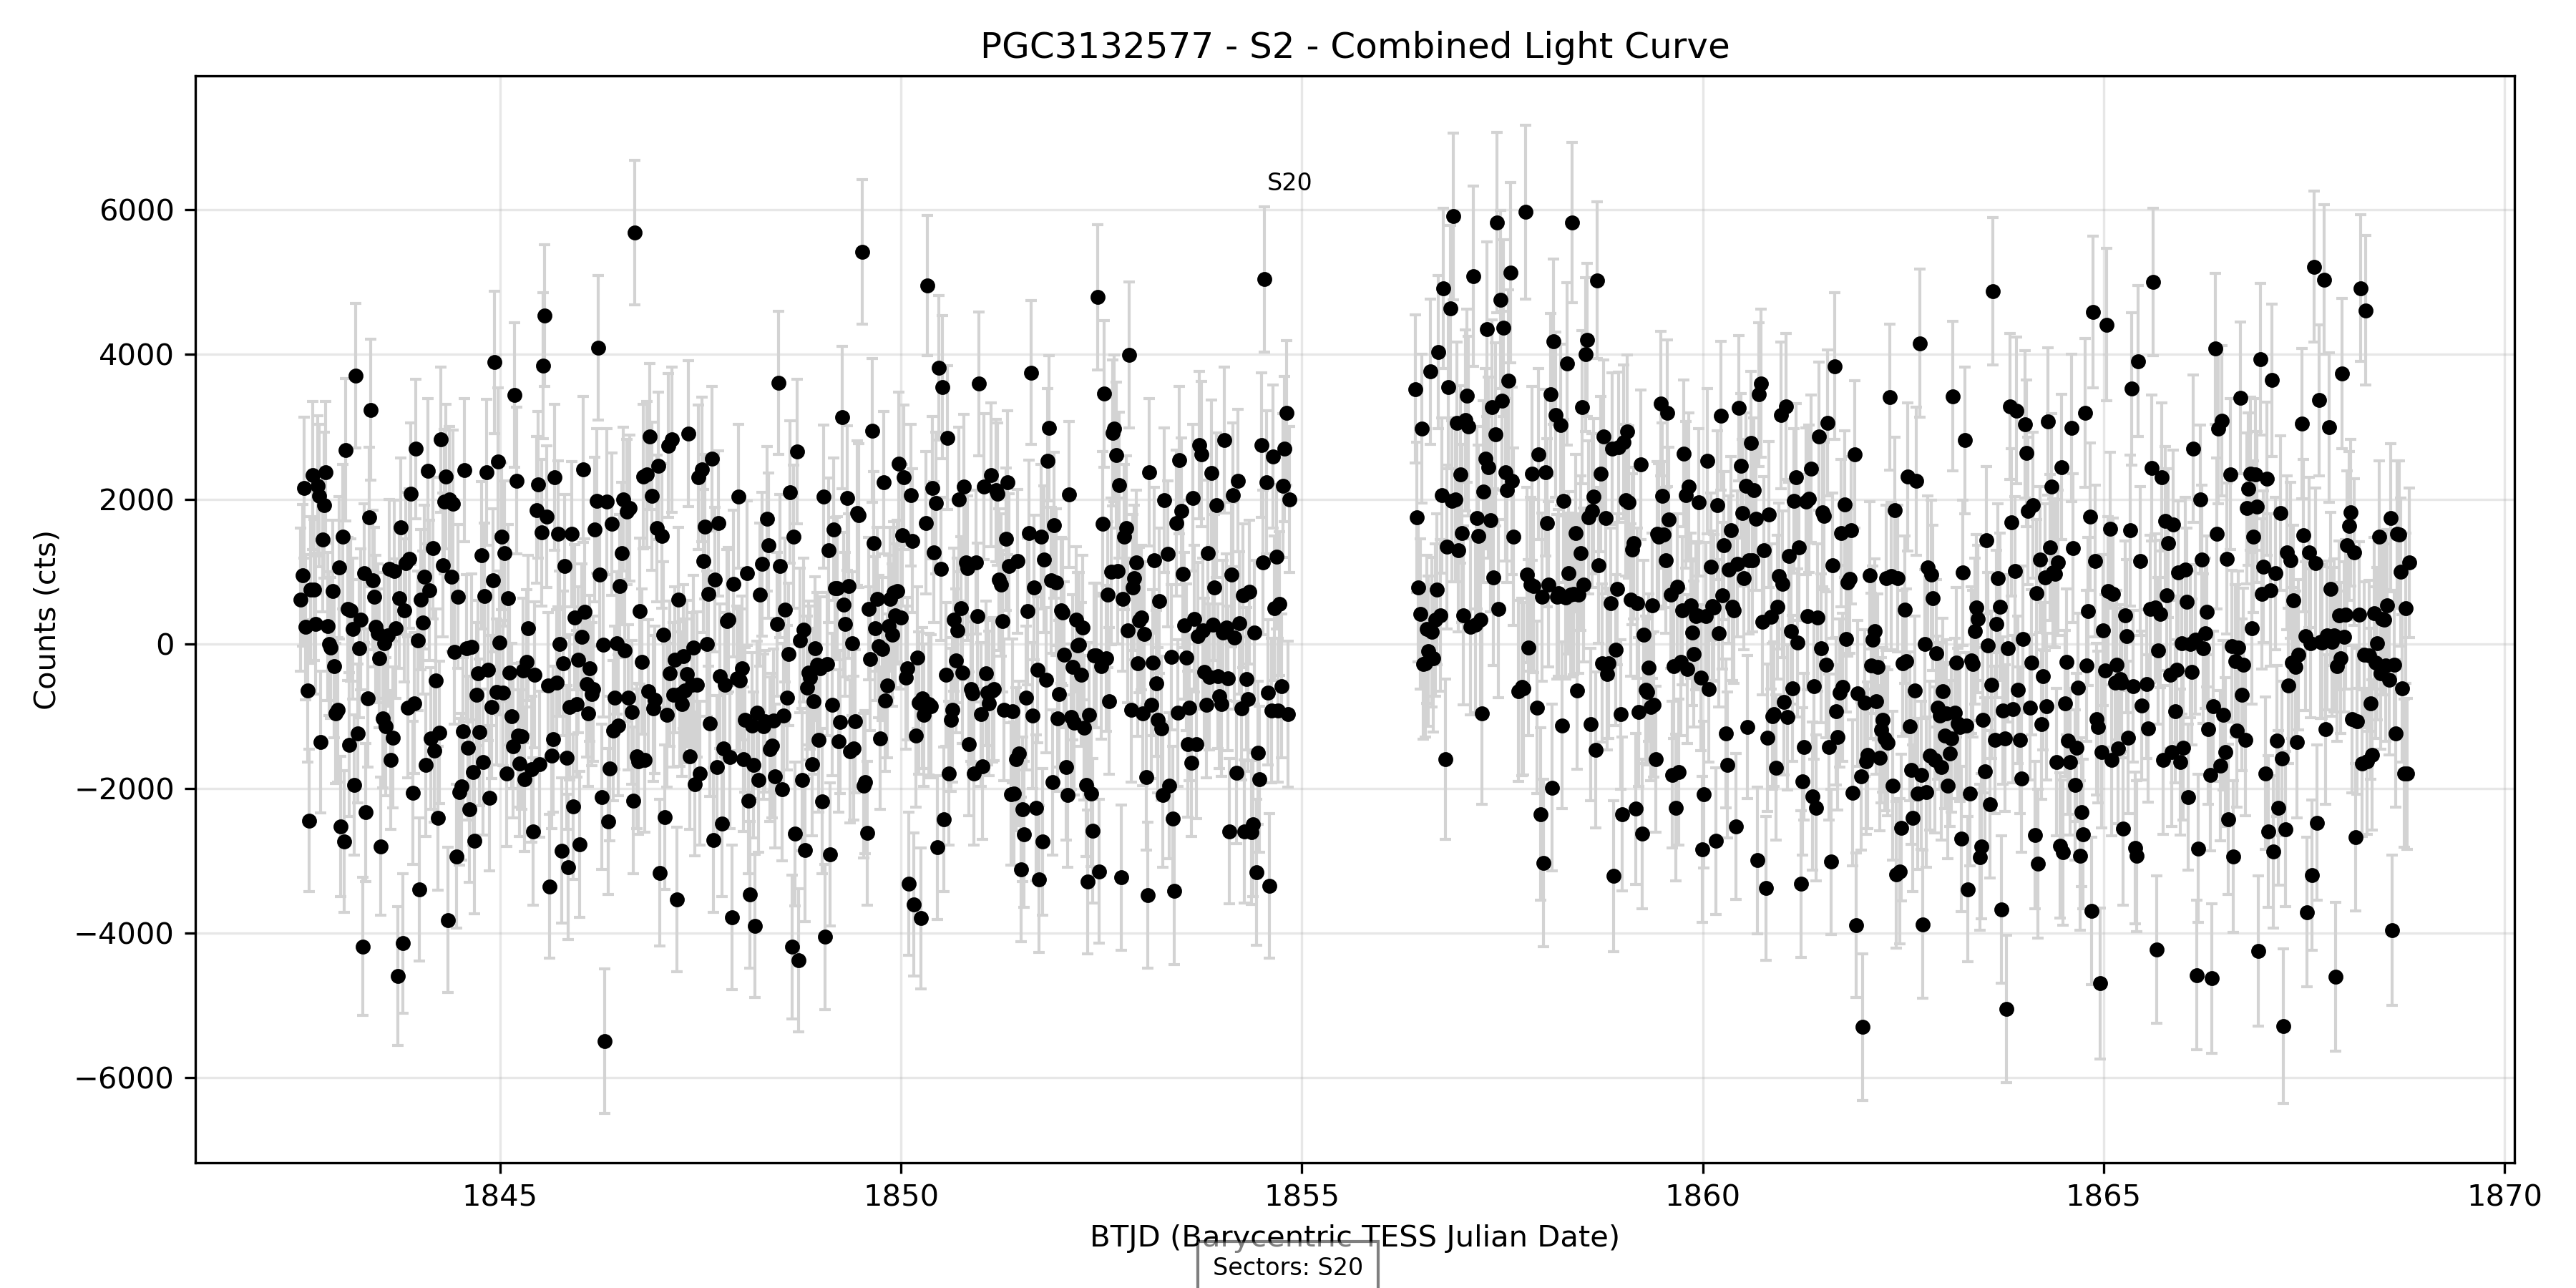 PGC3132577 - S2 - Combined Light Curve
S20
6000
4000
2000
0
−2000
−4000
−6000
Counts (cts)
1845
1850
1855
1860
1865
1870
BTJD (Barycentric TESS Julian Date)
Sectors: S20